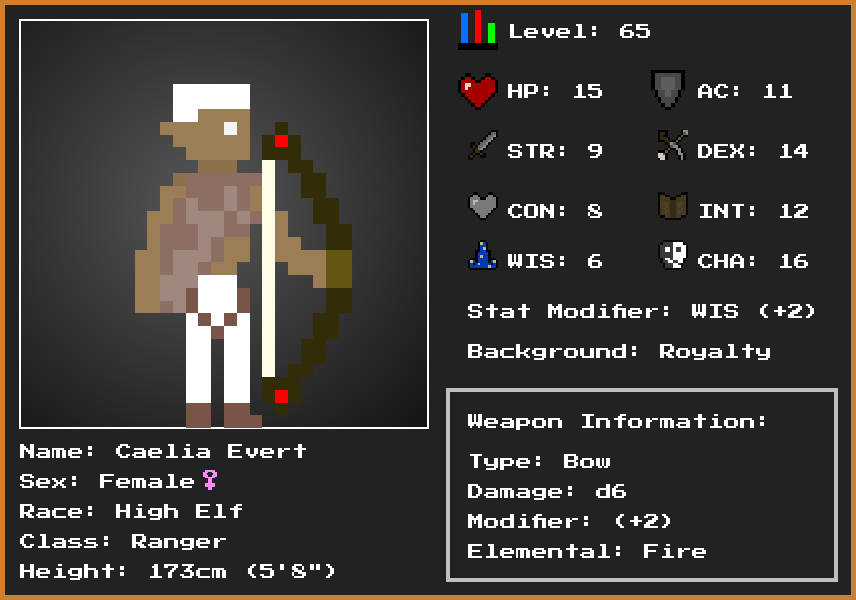 Level: 65
HP: 15
AC: 11
STR: 9
DEX: 14
CON: 8
INT: 12
WIS: 6
CHA: 16
Stat Modifier: WIS (+2)
Background: Royalty
Weapon Information:
Type: Bow
Damage: d6
Modifier: (+2)
Elemental: Fire
Name: Caelia Evert
Sex: Female♀
Race: High Elf
Class: Ranger
Height: 173cm (5'8")